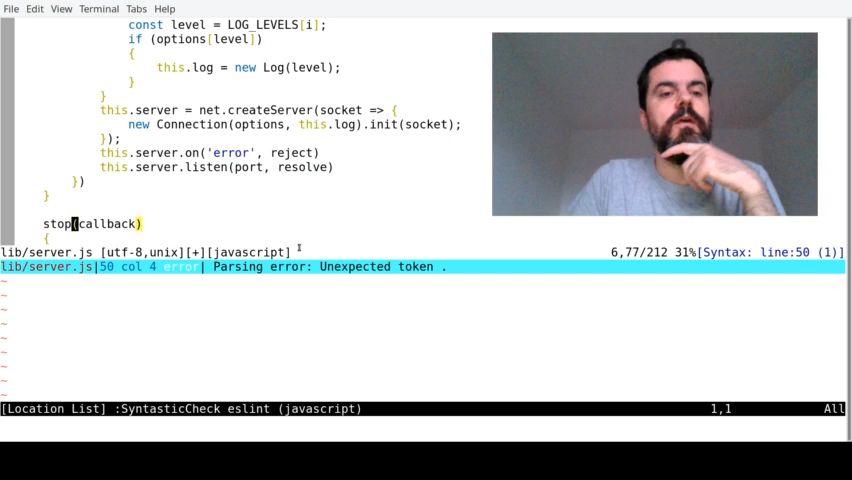 File Edit View Terminal Tabs Help
const level = LOG_LEVELS[i];
if (options[level])
{
this.log = new Log(level);
}
}
this.server = net.createServer(socket => {
new Connection(options, this.log).init(socket);
});
this.server.on('error', reject)
this.server.listen(port, resolve)
})
}
stop(callback)
{
lib/server.js [utf-8,unix][+][javascript] 6,77/212 31%[Syntax: line:50 (1)]
lib/server.js|50 col 4 error| Parsing error: Unexpected token .
~
~
~
~
~
~
~
~
~
[Location List] :SyntasticCheck eslint (javascript) 1,1 All